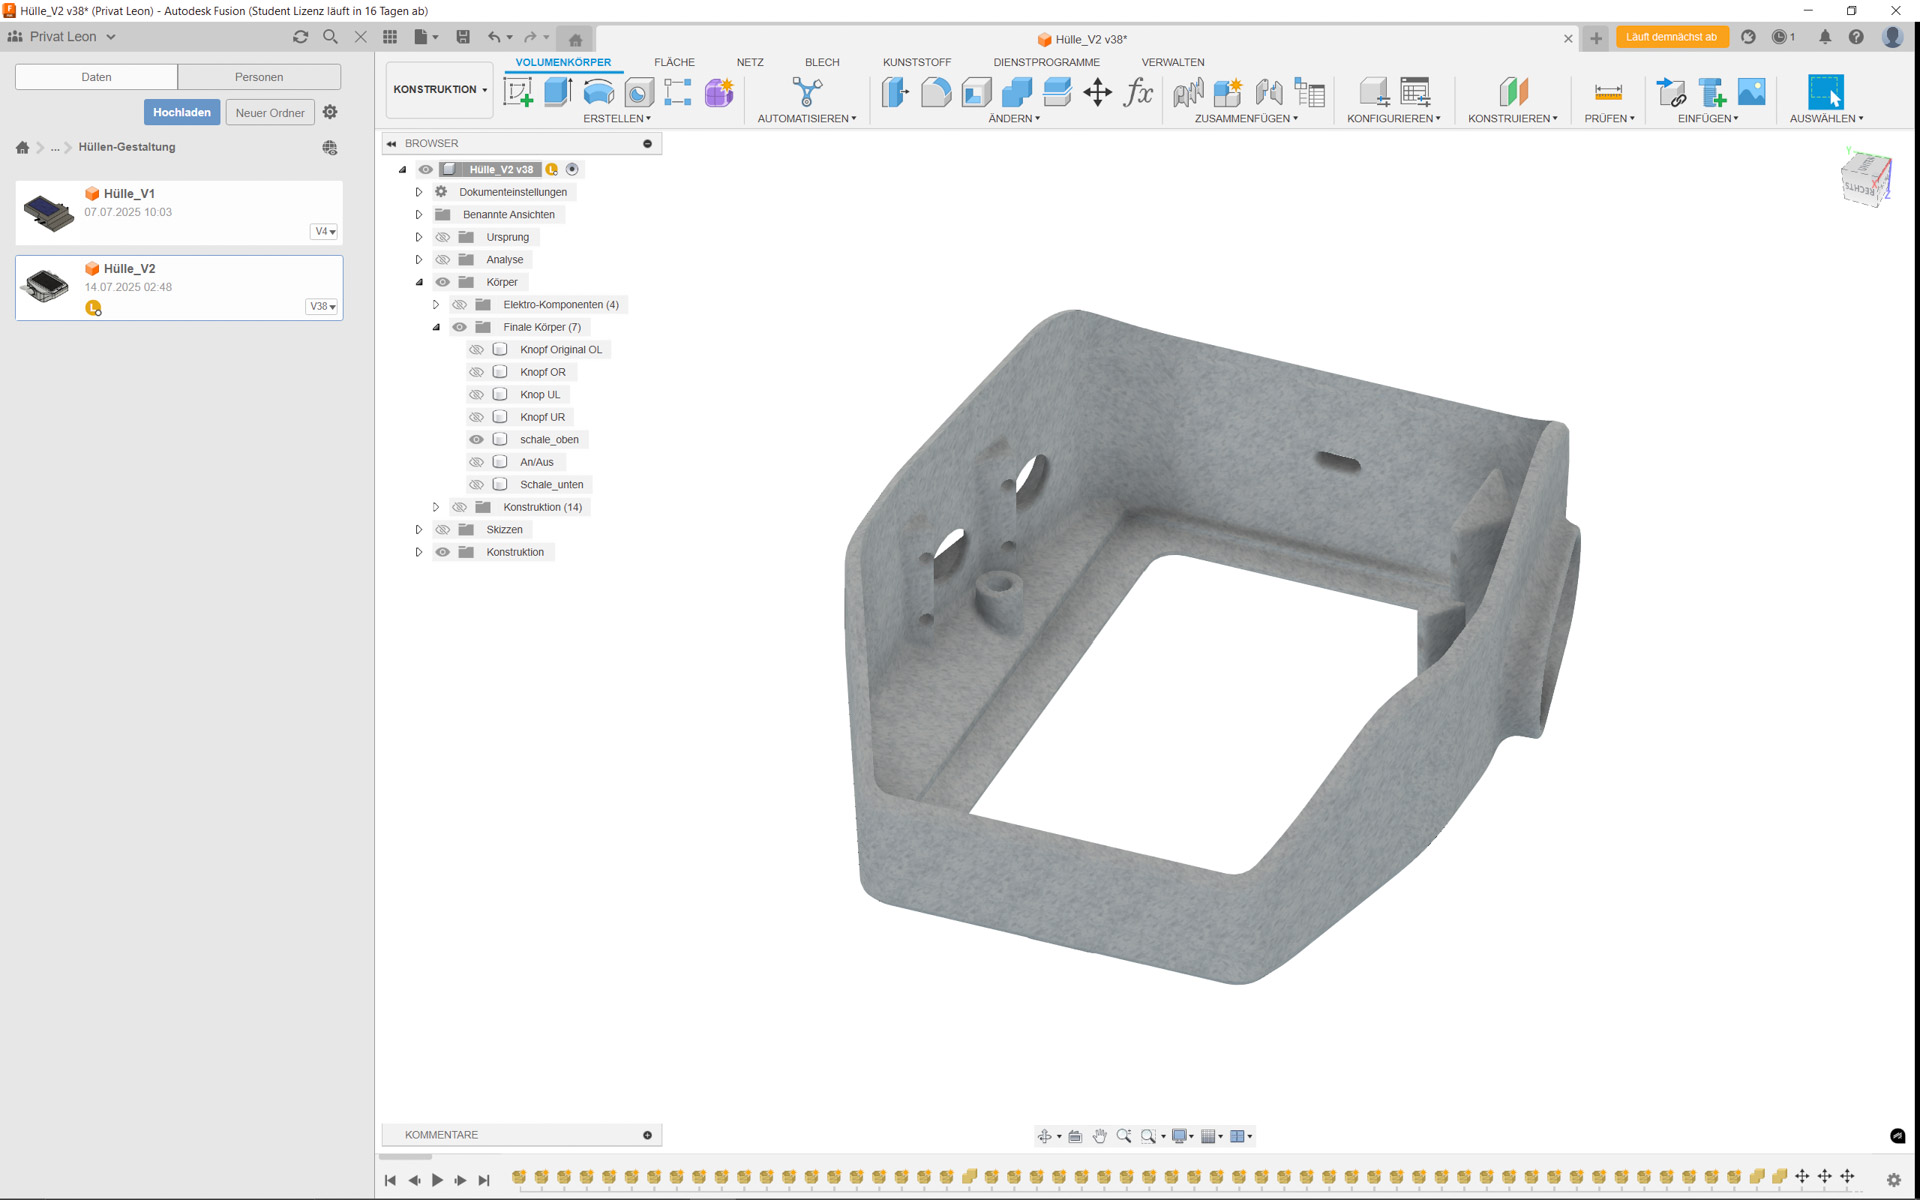 Hülle_V2 v38* (Privat Leon) - Autodesk Fusion (Student Lizenz läuft in 16 Tagen ab)
Privat Leon
Hülle_V2 v38*
Läuft demnächst ab
1
Daten
Personen
Hochladen
Neuer Ordner
... Hüllen-Gestaltung
Hülle_V1
07.07.2025 10:03
V4
Hülle_V2
14.07.2025 02:48
L
V38
KONSTRUKTION
VOLUMENKÖRPER
FLÄCHE
NETZ
BLECH
KUNSTSTOFF
DIENSTPROGRAMME
VERWALTEN
fx
ERSTELLEN
AUTOMATISIEREN
ÄNDERN
ZUSAMMENFÜGEN
KONFIGURIEREN
KONSTRUIEREN
PRÜFEN
EINFÜGEN
AUSWÄHLEN
BROWSER
Hülle_V2 v38
L
Dokumenteinstellungen
Benannte Ansichten
Ursprung
Analyse
Körper
Elektro-Komponenten (4)
Finale Körper (7)
Knopf Original OL
Knopf OR
Knop UL
Knopf UR
schale_oben
An/Aus
Schale_unten
Konstruktion (14)
Skizzen
Konstruktion
Y
RECHTS
X
Z
KOMMENTARE